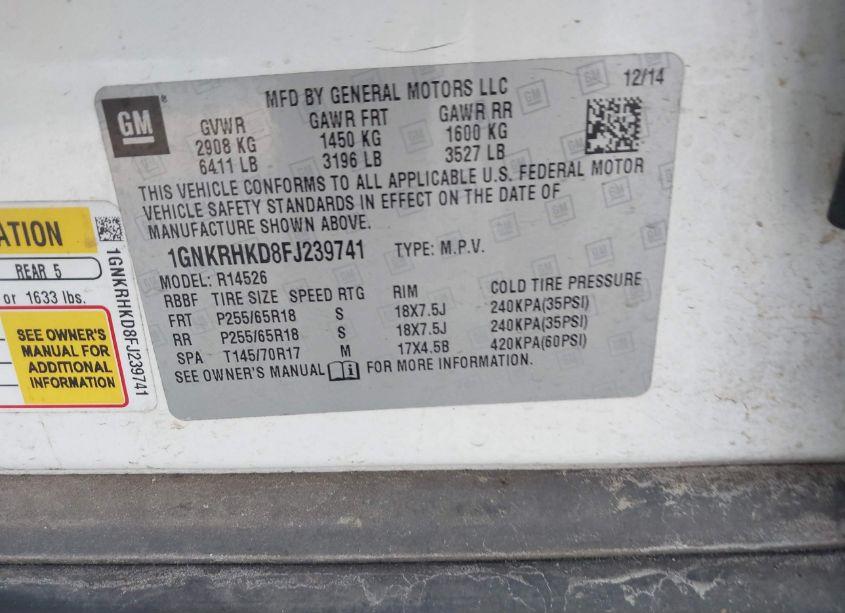 GM
®
12/14
MFD BY GENERAL MOTORS LLC
GVWR GAWR FRT GAWR RR
2908 KG 1450 KG 1600 KG
6411 LB 3196 LB 3527 LB
THIS VEHICLE CONFORMS TO ALL APPLICABLE U.S. FEDERAL MOTOR
VEHICLE SAFETY STANDARDS IN EFFECT ON THE DATE OF
MANUFACTURE SHOWN ABOVE.
1GNKRHKD8FJ239741 TYPE: M.P.V.
MODEL: R14526
RBBF TIRE SIZE SPEED RTG RIM COLD TIRE PRESSURE
FRT P255/65R18 S 18X7.5J 240KPA(35PSI)
RR P255/65R18 S 18X7.5J 240KPA(35PSI)
SPA T145/70R17 M 17X4.5B 420KPA(60PSI)
SEE OWNER'S MANUAL i FOR MORE INFORMATION.
ATION
REAR 5
or 1633 lbs.
SEE OWNER'S
MANUAL FOR
ADDITIONAL
INFORMATION
1GNKRHKD8FJ239741